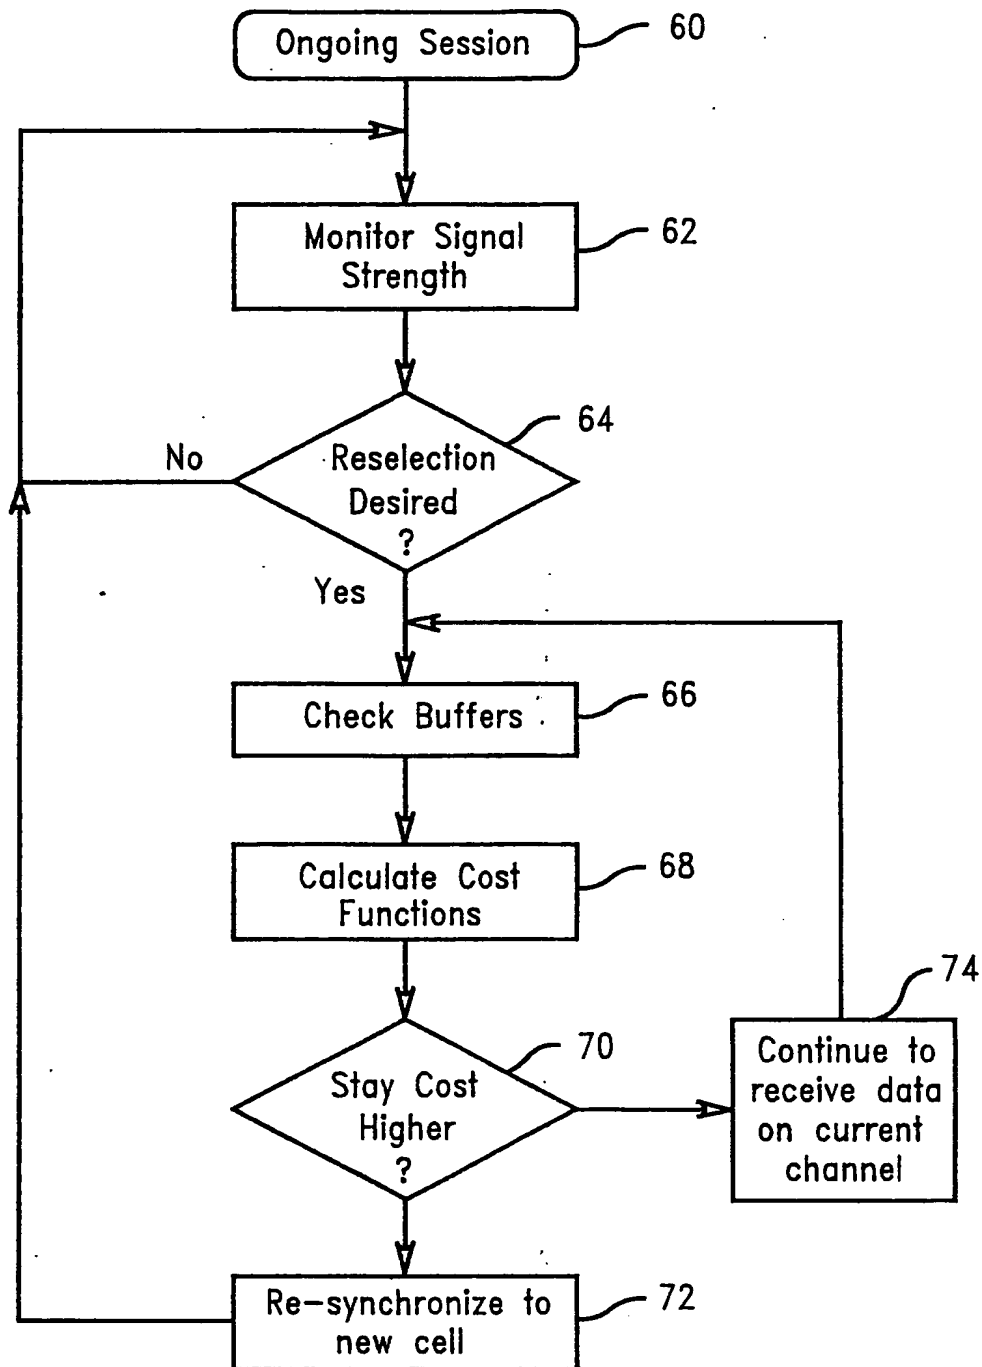 Ongoing Session
60
Monitor Signal
Strength
62
Reselection
Desired
?
64
No
Yes
Check Buffers
66
Calculate Cost
Functions
68
Stay Cost
Higher
?
70
Continue to
receive data
on current
channel
74
Re-synchronize to
new cell
72